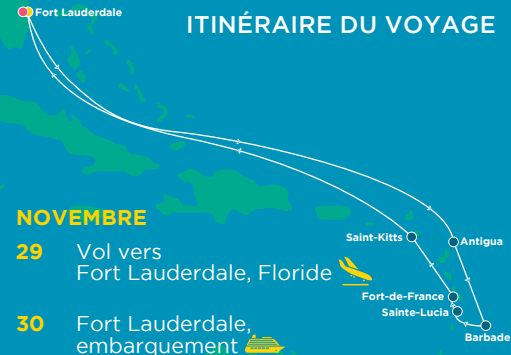 Fort Lauderdale
ITINÉRAIRE DU VOYAGE
NOVEMBRE
29 Vol vers
Fort Lauderdale, Floride
Saint-Kitts
Antigua
Fort-de-France
Sainte-Lucia
Barbade
30 Fort Lauderdale,
embarquement